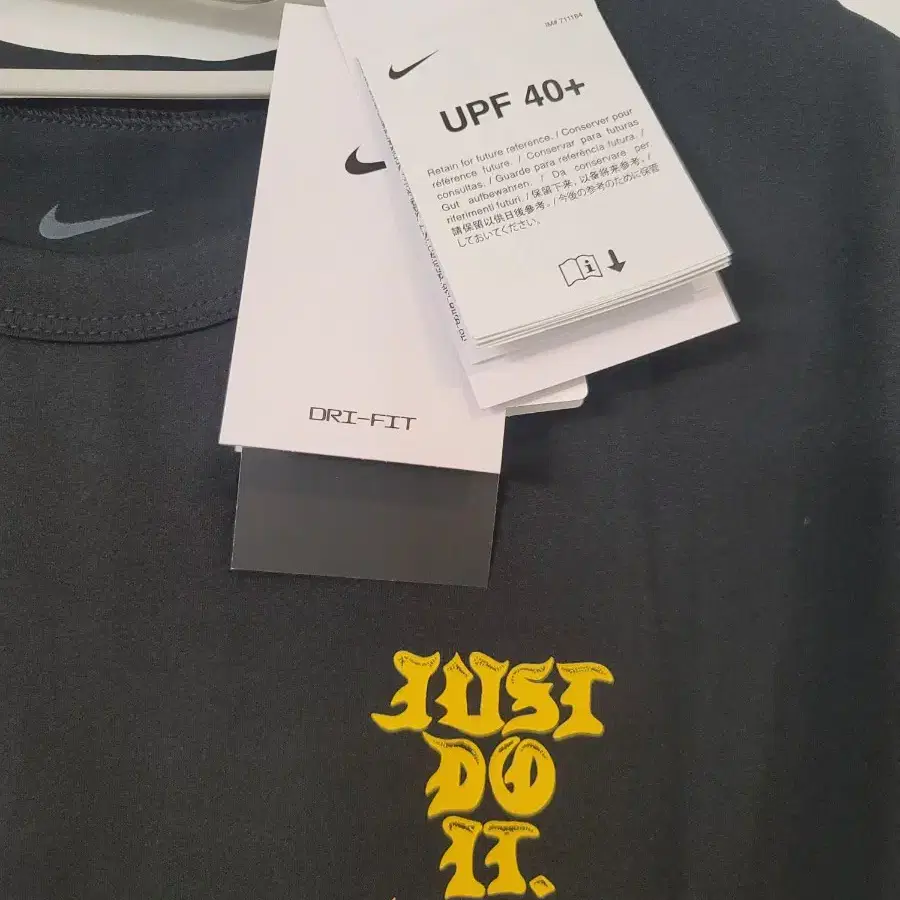 JM# 711184
UPF 40+
Retain for future reference. / Conserver pour
référence future. / Conservar para futuras
consultas. / Guarde para referência futura. /
Gut aufbewahren. / Da conservare per
riferimenti futuri. / 保留下来，以备将来参考。/
請保留以供日後參考。/ 今後の参考のために保管
しておいてください。
DRI-FIT
JUST
DO
IT.